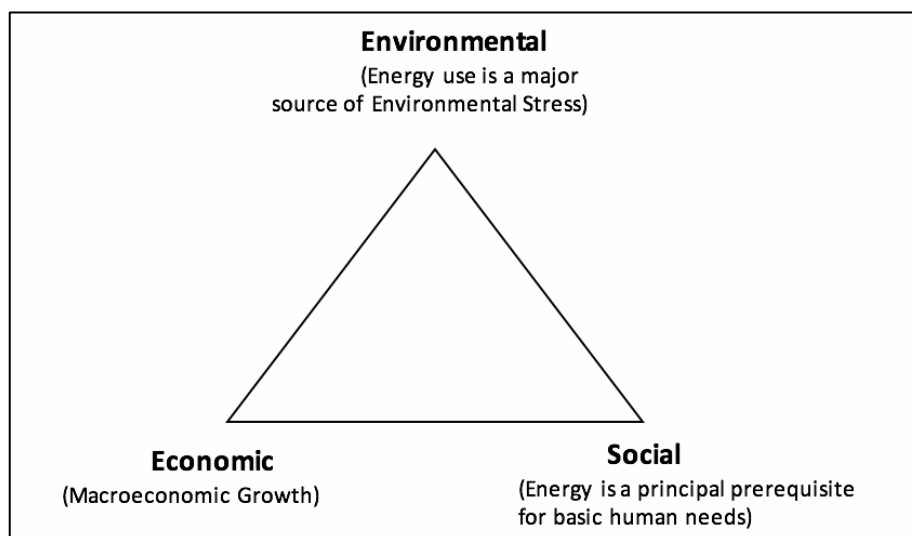 Environmental
(Energy use is a major
source of Environmental Stress)
Economic
(Macroeconomic Growth)
Social
(Energy is a principal prerequisite
for basic human needs)